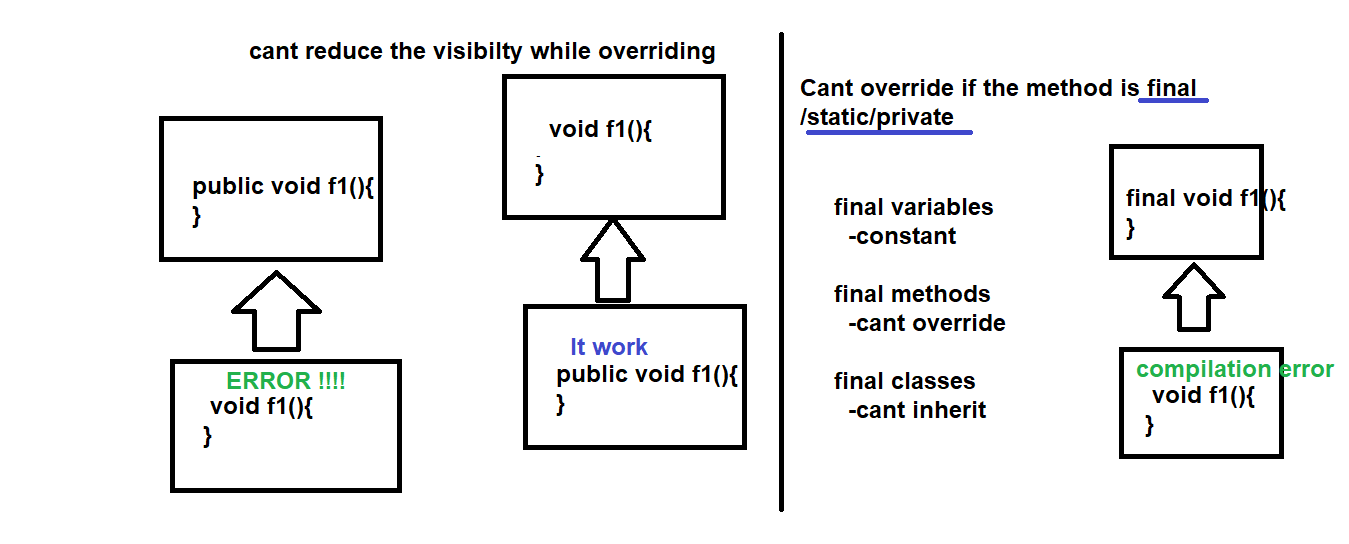 cant reduce the visibilty while overriding
public void f1(){
}
ERROR !!!!
void f1(){
}
void f1(){
}
It work
public void f1(){
}
Cant override if the method is final
/static/private
final variables
-constant
final methods
-cant override
final classes
-cant inherit
final void f1(){
}
compilation error
void f1(){
}